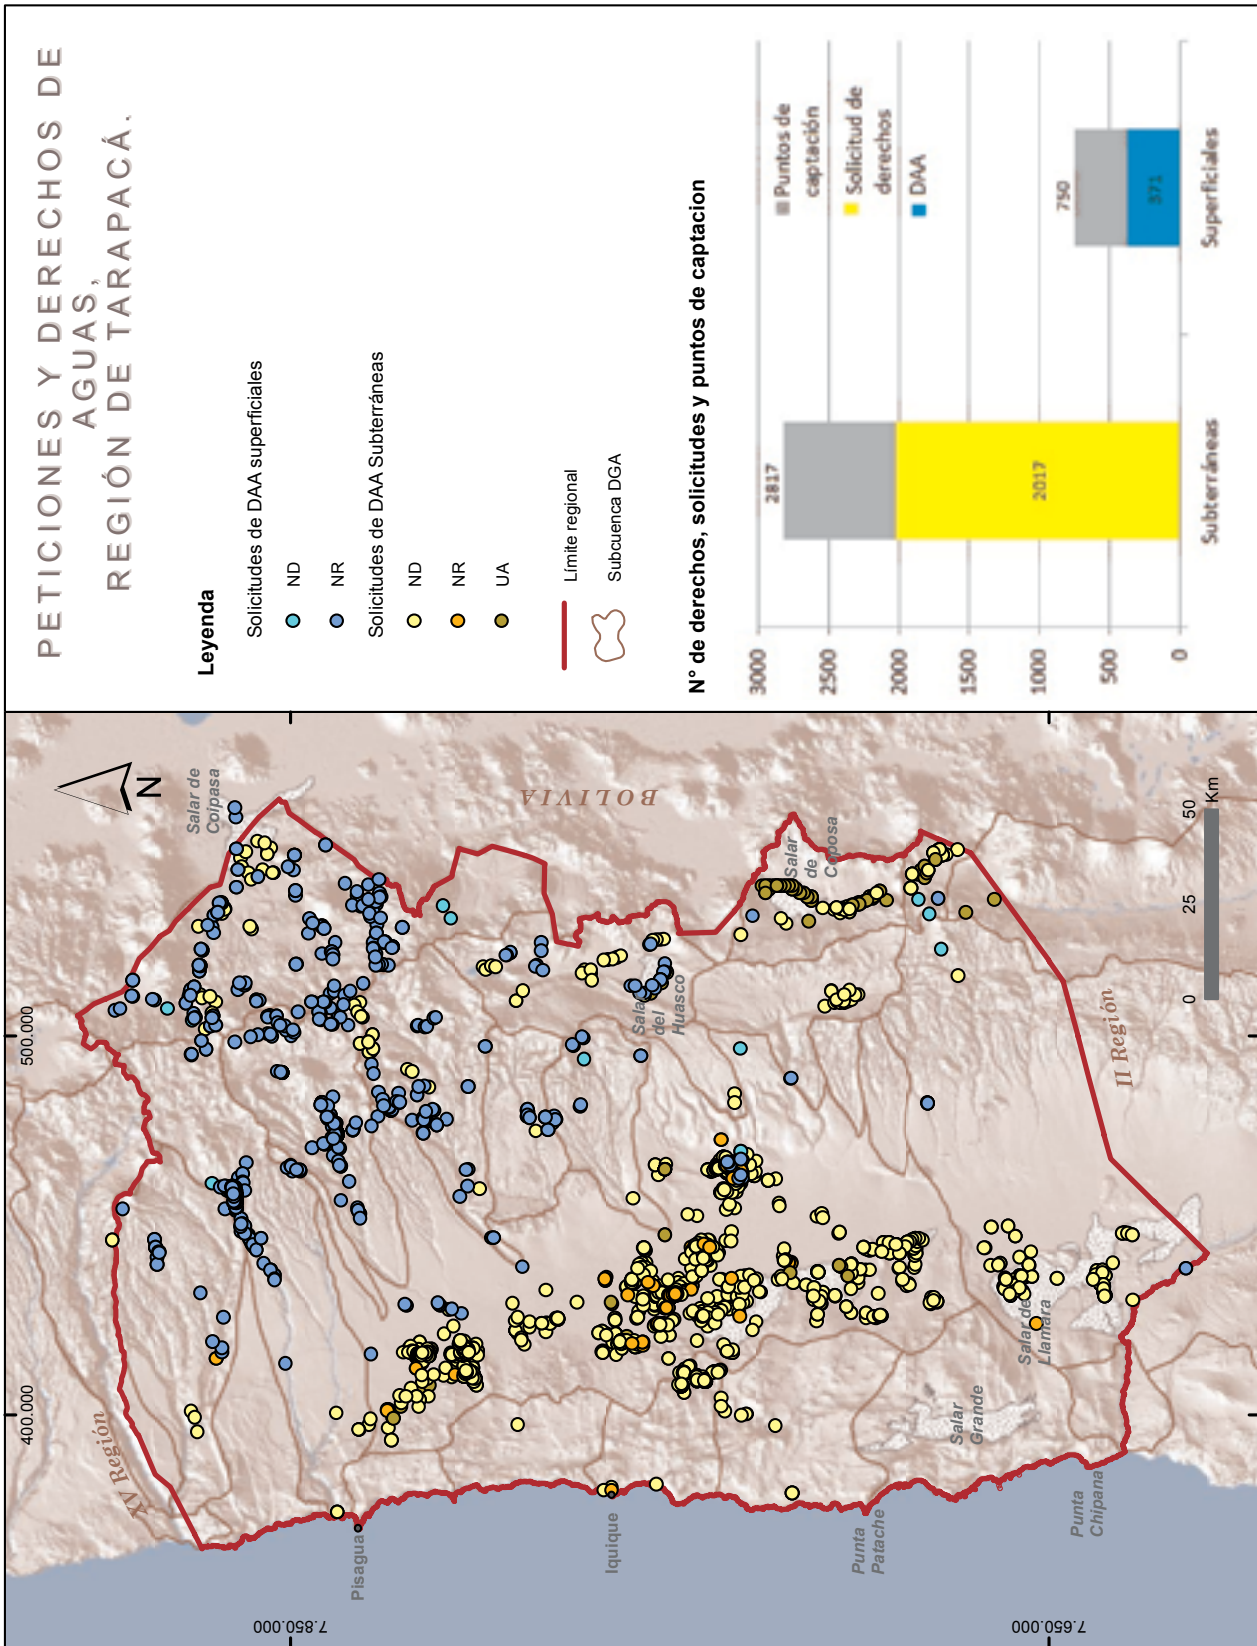 PETICIONES Y DERECHOS DE
AGUAS,
REGIÓN DE TARAPACÁ.
Leyenda
Solicitudes de DAA superficiales
ND
NR
Solicitudes de DAA Subterráneas
ND
NR
UA
Límite regional
Subcuenca DGA
N° de derechos, solicitudes y puntos de captacion
3000
2500
2000
1500
1000
500
0
2817
2017
750
371
Subterráneas
Superficiales
Puntos de
captación
Solicitud de
derechos
DAA
400.000
500.000
7.850.000
7.650.000
N
XV Región
BOLIVIA
II Región
Salar de
Coipasa
Salar
del
Huasco
Salar
de
Coposa
Salar de
Llamara
Salar
Grande
Pisagua
Iquique
Punta
Patache
Punta
Chipana
0
25
50
Km